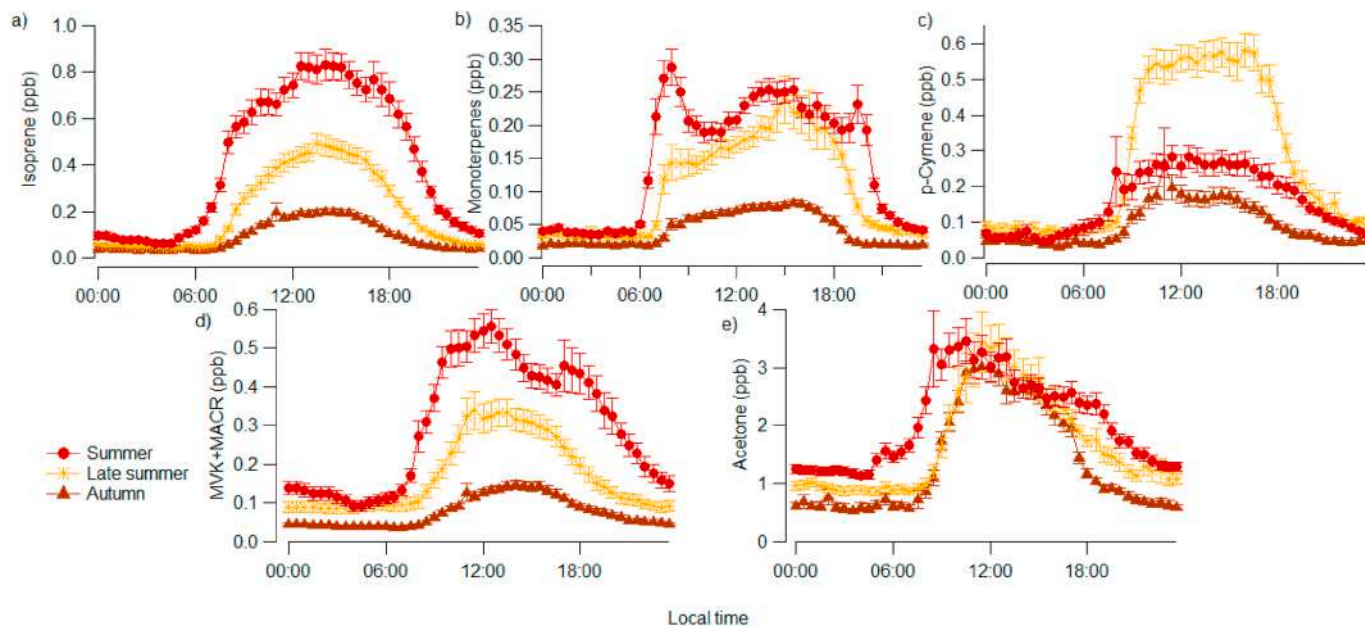 a)
Isoprene (ppb)
1.0
0.8
0.6
0.4
0.2
0.0
00:00 06:00 12:00 18:00
b)
Monoterpenes (ppb)
0.35
0.30
0.25
0.20
0.15
0.10
0.05
0.00
00:00 06:00 12:00 18:00
c)
p-Cymene (ppb)
0.6
0.5
0.4
0.3
0.2
0.1
0.0
00:00 06:00 12:00 18:00
d)
MVK+MACR (ppb)
0.6
0.5
0.4
0.3
0.2
0.1
0.0
00:00 06:00 12:00 18:00
e)
Acetone (ppb)
4
3
2
1
0
00:00 06:00 12:00 18:00
Summer
Late summer
Autumn
Local time